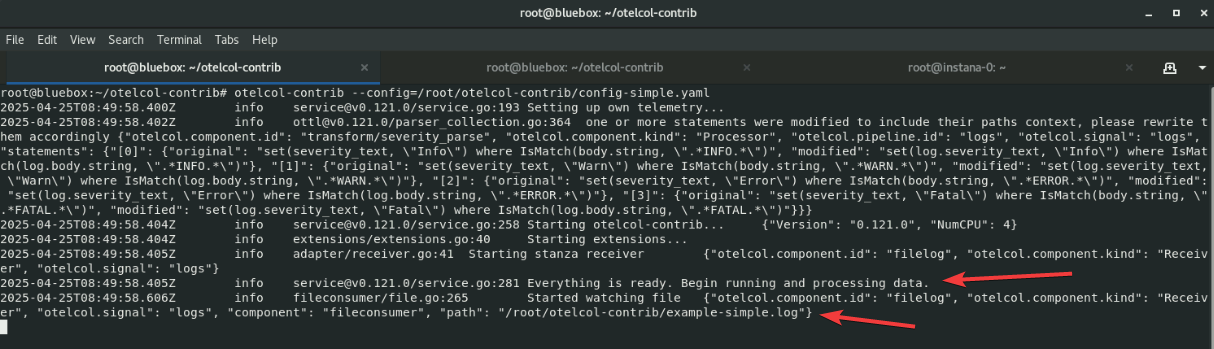 root@bluebox: ~/otelcol-contrib
File Edit View Search Terminal Tabs Help
root@bluebox: ~/otelcol-contrib × root@bluebox: ~/otelcol-contrib × root@instana-0: ~ ×
root@bluebox:~/otelcol-contrib# otelcol-contrib --config=/root/otelcol-contrib/config-simple.yaml
2025-04-25T08:49:58.400Z info service@v0.121.0/service.go:193 Setting up own telemetry...
2025-04-25T08:49:58.402Z info ottl@v0.121.0/parser_collection.go:364 one or more statements were modified to include their paths context, please rewrite t
hem accordingly {"otelcol.component.id": "transform/severity_parse", "otelcol.component.kind": "Processor", "otelcol.pipeline.id": "logs", "otelcol.signal": "logs",
"statements": {"[0]": {"original": "set(severity_text, \"Info\") where IsMatch(body.string, \".*INFO.*\")", "modified": "set(log.severity_text, \"Info\") where IsMat
ch(log.body.string, \".*INFO.*\")"}, "[1]": {"original": "set(severity_text, \"Warn\") where IsMatch(body.string, \".*WARN.*\")", "modified": "set(log.severity_text,
\"Warn\") where IsMatch(log.body.string, \".*WARN.*\")"}, "[2]": {"original": "set(severity_text, \"Error\") where IsMatch(body.string, \".*ERROR.*\")", "modified":
"set(log.severity_text, \"Error\") where IsMatch(log.body.string, \".*ERROR.*\")"}, "[3]": {"original": "set(severity_text, \"Fatal\") where IsMatch(body.string, \"
.*FATAL.*\")", "modified": "set(log.severity_text, \"Fatal\") where IsMatch(log.body.string, \".*FATAL.*\")"}}}
2025-04-25T08:49:58.404Z info service@v0.121.0/service.go:258 Starting otelcol-contrib... {"Version": "0.121.0", "NumCPU": 4}
2025-04-25T08:49:58.404Z info extensions/extensions.go:40 Starting extensions...
2025-04-25T08:49:58.405Z info adapter/receiver.go:41 Starting stanza receiver {"otelcol.component.id": "filelog", "otelcol.component.kind": "Receiv
er", "otelcol.signal": "logs"}
2025-04-25T08:49:58.405Z info service@v0.121.0/service.go:281 Everything is ready. Begin running and processing data.
2025-04-25T08:49:58.606Z info fileconsumer/file.go:265 Started watching file {"otelcol.component.id": "filelog", "otelcol.component.kind": "Receiv
er", "otelcol.signal": "logs", "component": "fileconsumer", "path": "/root/otelcol-contrib/example-simple.log"}